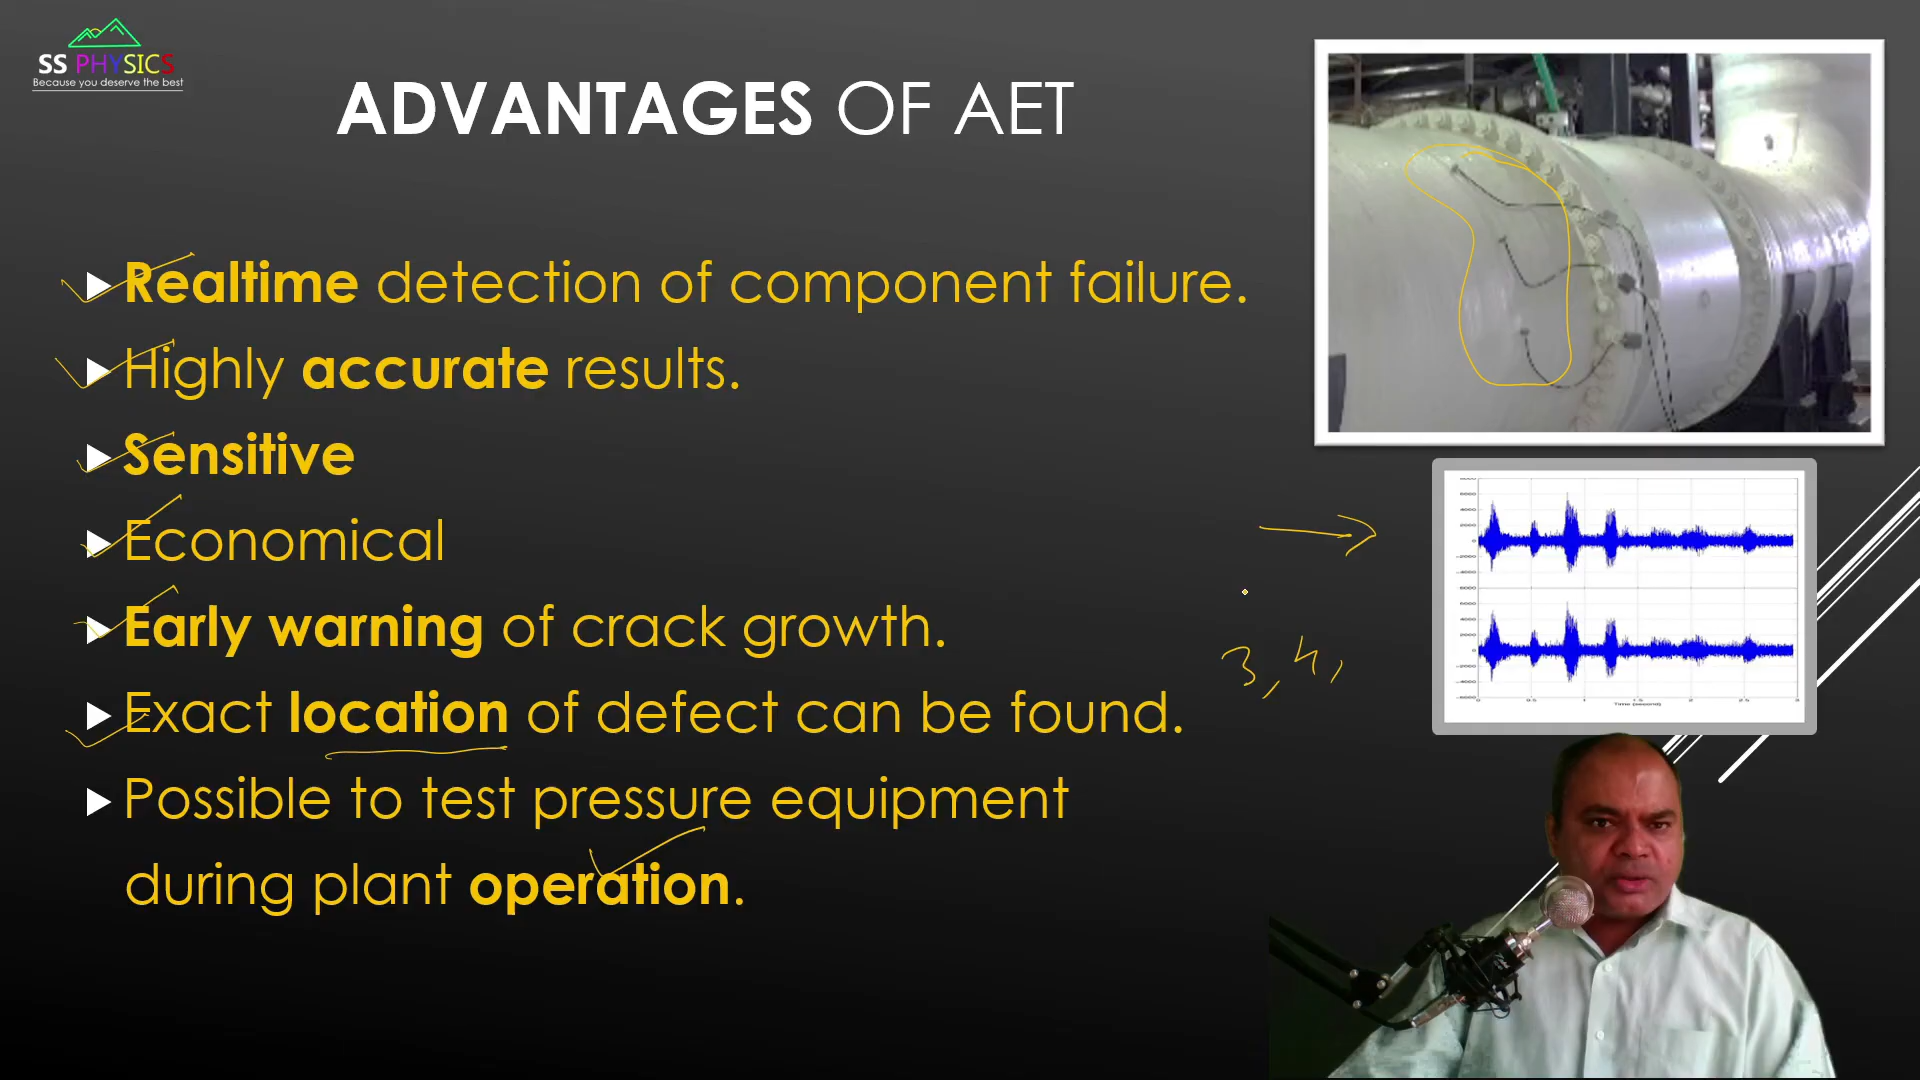 SS PHYSICS
Because you deserve the best
ADVANTAGES OF AET
Realtime detection of component failure.
Highly accurate results.
Sensitive
Economical
Early warning of crack growth.
Exact location of defect can be found.
Possible to test pressure equipment
during plant operation.
3, 4,
Time (second)